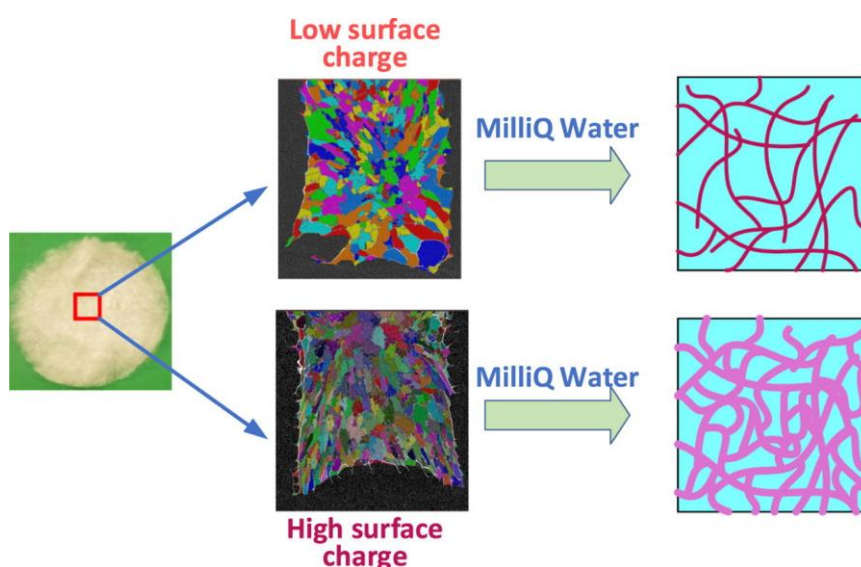 Low surface
charge
MilliQ Water
MilliQ Water
High surface
charge